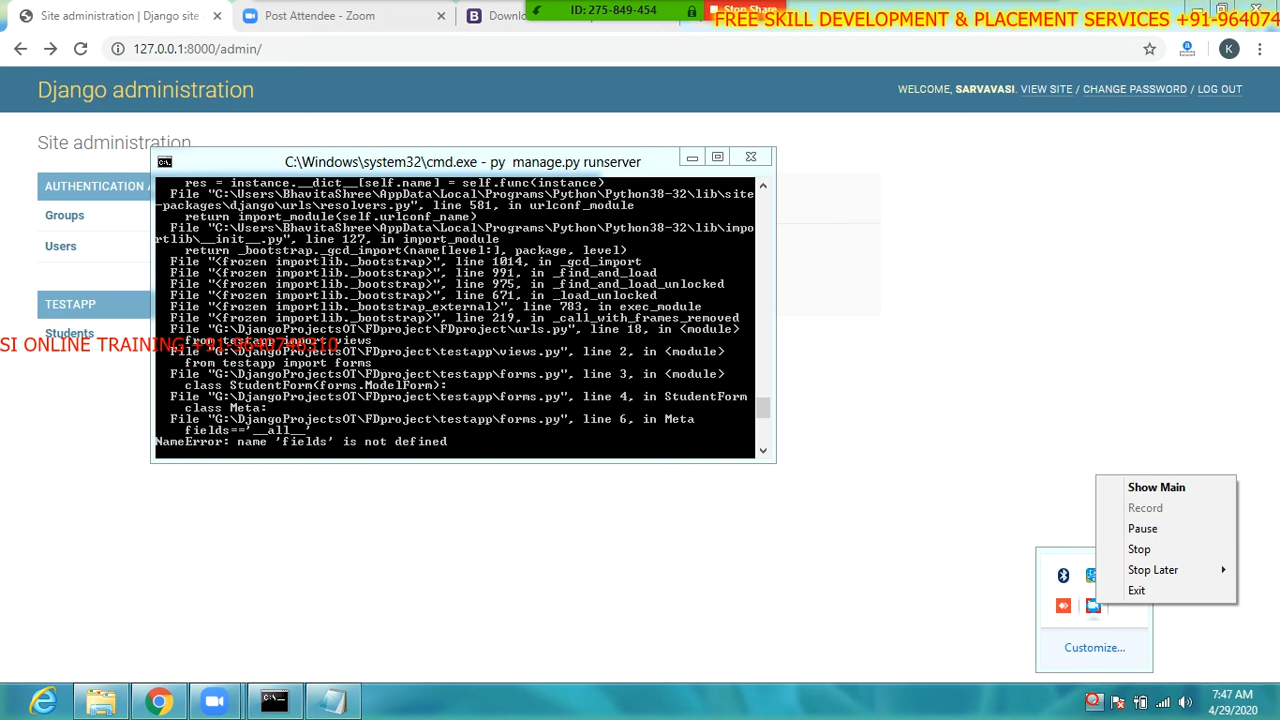 Site administration | Django site
Post Attendee - Zoom
Downlo
ID: 275-849-454
Stop Share
FREE SKILL DEVELOPMENT & PLACEMENT SERVICES +91-964074
127.0.0.1:8000/admin/
K
Django administration
WELCOME, SARVAVASI. VIEW SITE / CHANGE PASSWORD / LOG OUT
Site administration
AUTHENTICATION A
Groups
Users
TESTAPP
Students
SI ONLINE TRAINING +91-9640746310
C:\Windows\system32\cmd.exe - py  manage.py runserver
res = instance.__dict__[self.name] = self.func(instance)
File "C:\Users\BhavitaShree\AppData\Local\Programs\Python\Python38-32\lib\site
-packages\django\urls\resolvers.py", line 581, in urlconf_module
return import_module(self.urlconf_name)
File "C:\Users\BhavitaShree\AppData\Local\Programs\Python\Python38-32\lib\impo
rtlib\__init__.py", line 127, in import_module
return _bootstrap._gcd_import(name[level:], package, level)
File "<frozen importlib._bootstrap>", line 1014, in _gcd_import
File "<frozen importlib._bootstrap>", line 991, in _find_and_load
File "<frozen importlib._bootstrap>", line 975, in _find_and_load_unlocked
File "<frozen importlib._bootstrap>", line 671, in _load_unlocked
File "<frozen importlib._bootstrap_external>", line 783, in exec_module
File "<frozen importlib._bootstrap>", line 219, in _call_with_frames_removed
File "G:\DjangoProjectsOT\FDproject\FDproject\urls.py", line 18, in <module>
from testapp import views
File "G:\DjangoProjectsOT\FDproject\testapp\views.py", line 2, in <module>
from testapp import forms
File "G:\DjangoProjectsOT\FDproject\testapp\forms.py", line 3, in <module>
class StudentForm(forms.ModelForm):
File "G:\DjangoProjectsOT\FDproject\testapp\forms.py", line 4, in StudentForm
class Meta:
File "G:\DjangoProjectsOT\FDproject\testapp\forms.py", line 6, in Meta
fields=='__all__'
NameError: name 'fields' is not defined
Show Main
Record
Pause
Stop
Stop Later
Exit
Customize...
7:47 AM
4/29/2020